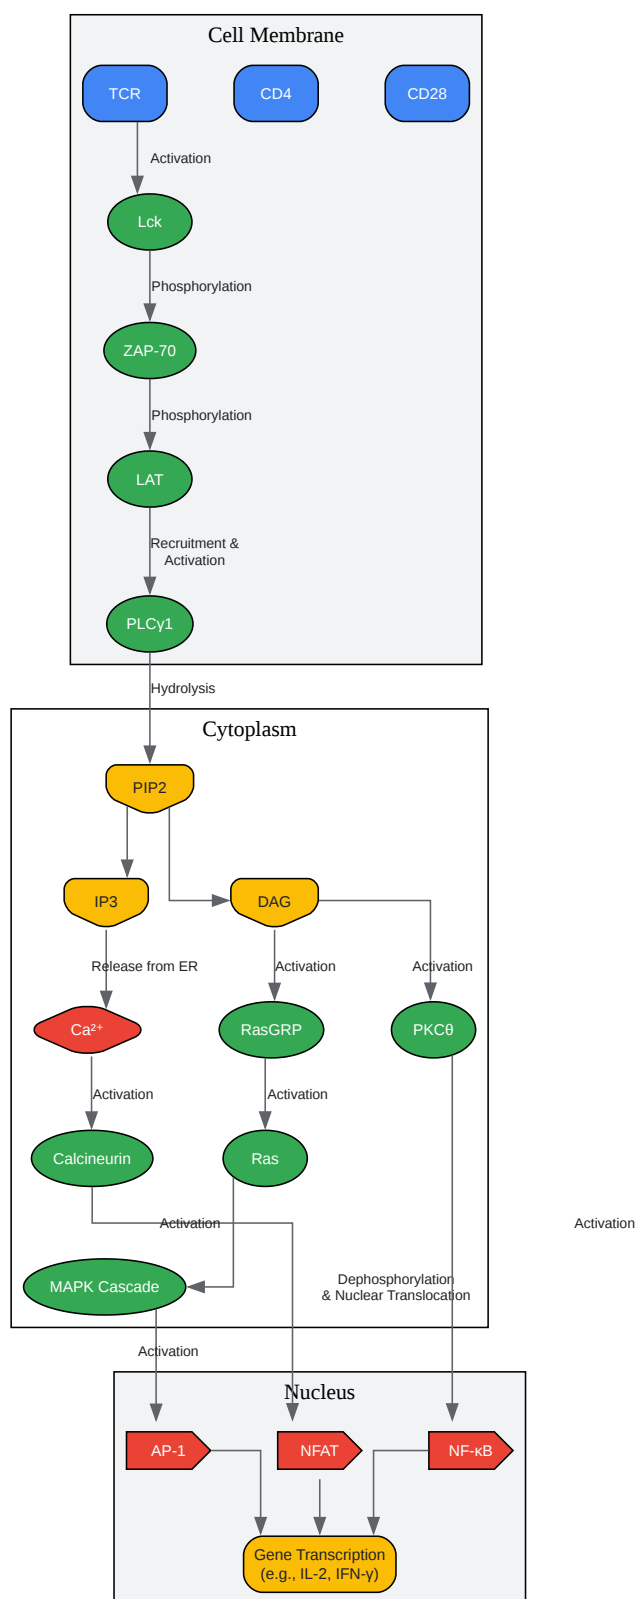 Cell Membrane
TCR
CD4
CD28
Activation
Lck
Phosphorylation
ZAP-70
Phosphorylation
LAT
Recruitment &
Activation
PLCγ1
Hydrolysis
Cytoplasm
PIP2
IP3
DAG
Release from ER
Activation
Activation
Ca²⁺
RasGRP
PKCθ
Activation
Activation
Calcineurin
Ras
Activation
Activation
MAPK Cascade
Dephosphorylation
& Nuclear Translocation
Activation
Nucleus
AP-1
NFAT
NF-κB
Gene Transcription
(e.g., IL-2, IFN-γ)